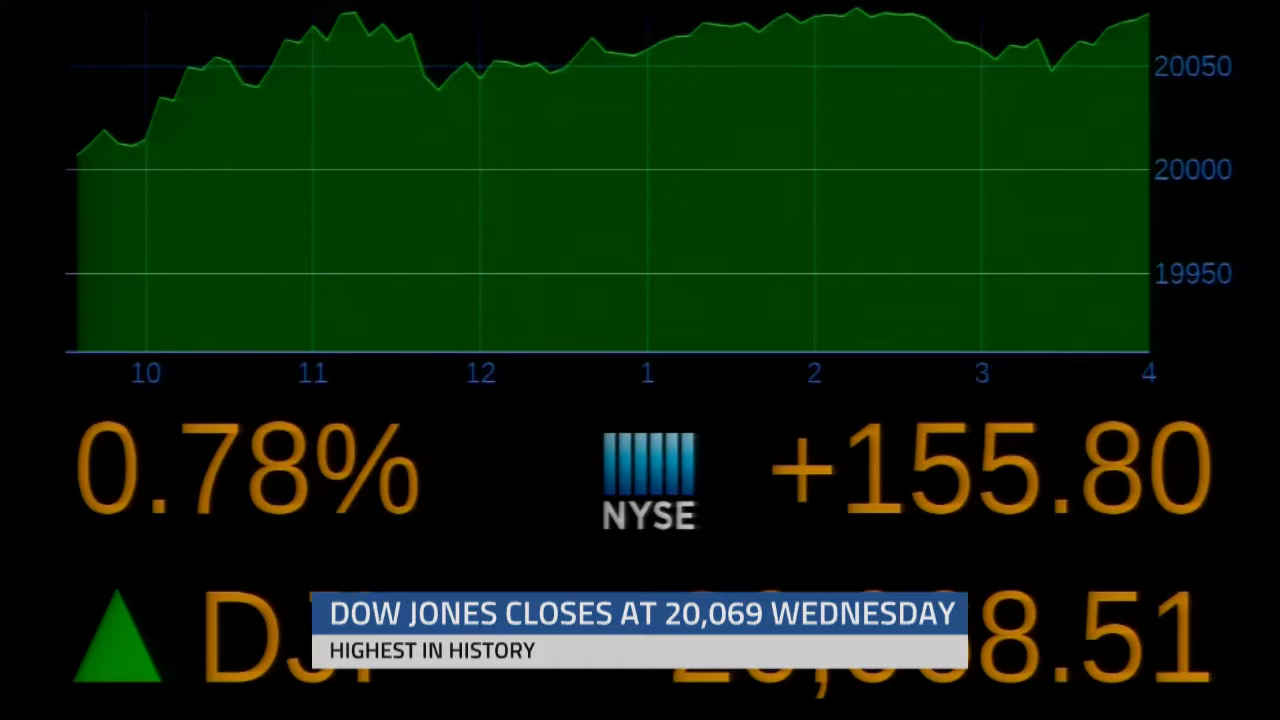 20050
20000
19950
10 11 12 1 2 3 4
0.78% NYSE +155.80
DOW JONES CLOSES AT 20,069 WEDNESDAY
HIGHEST IN HISTORY
8.51